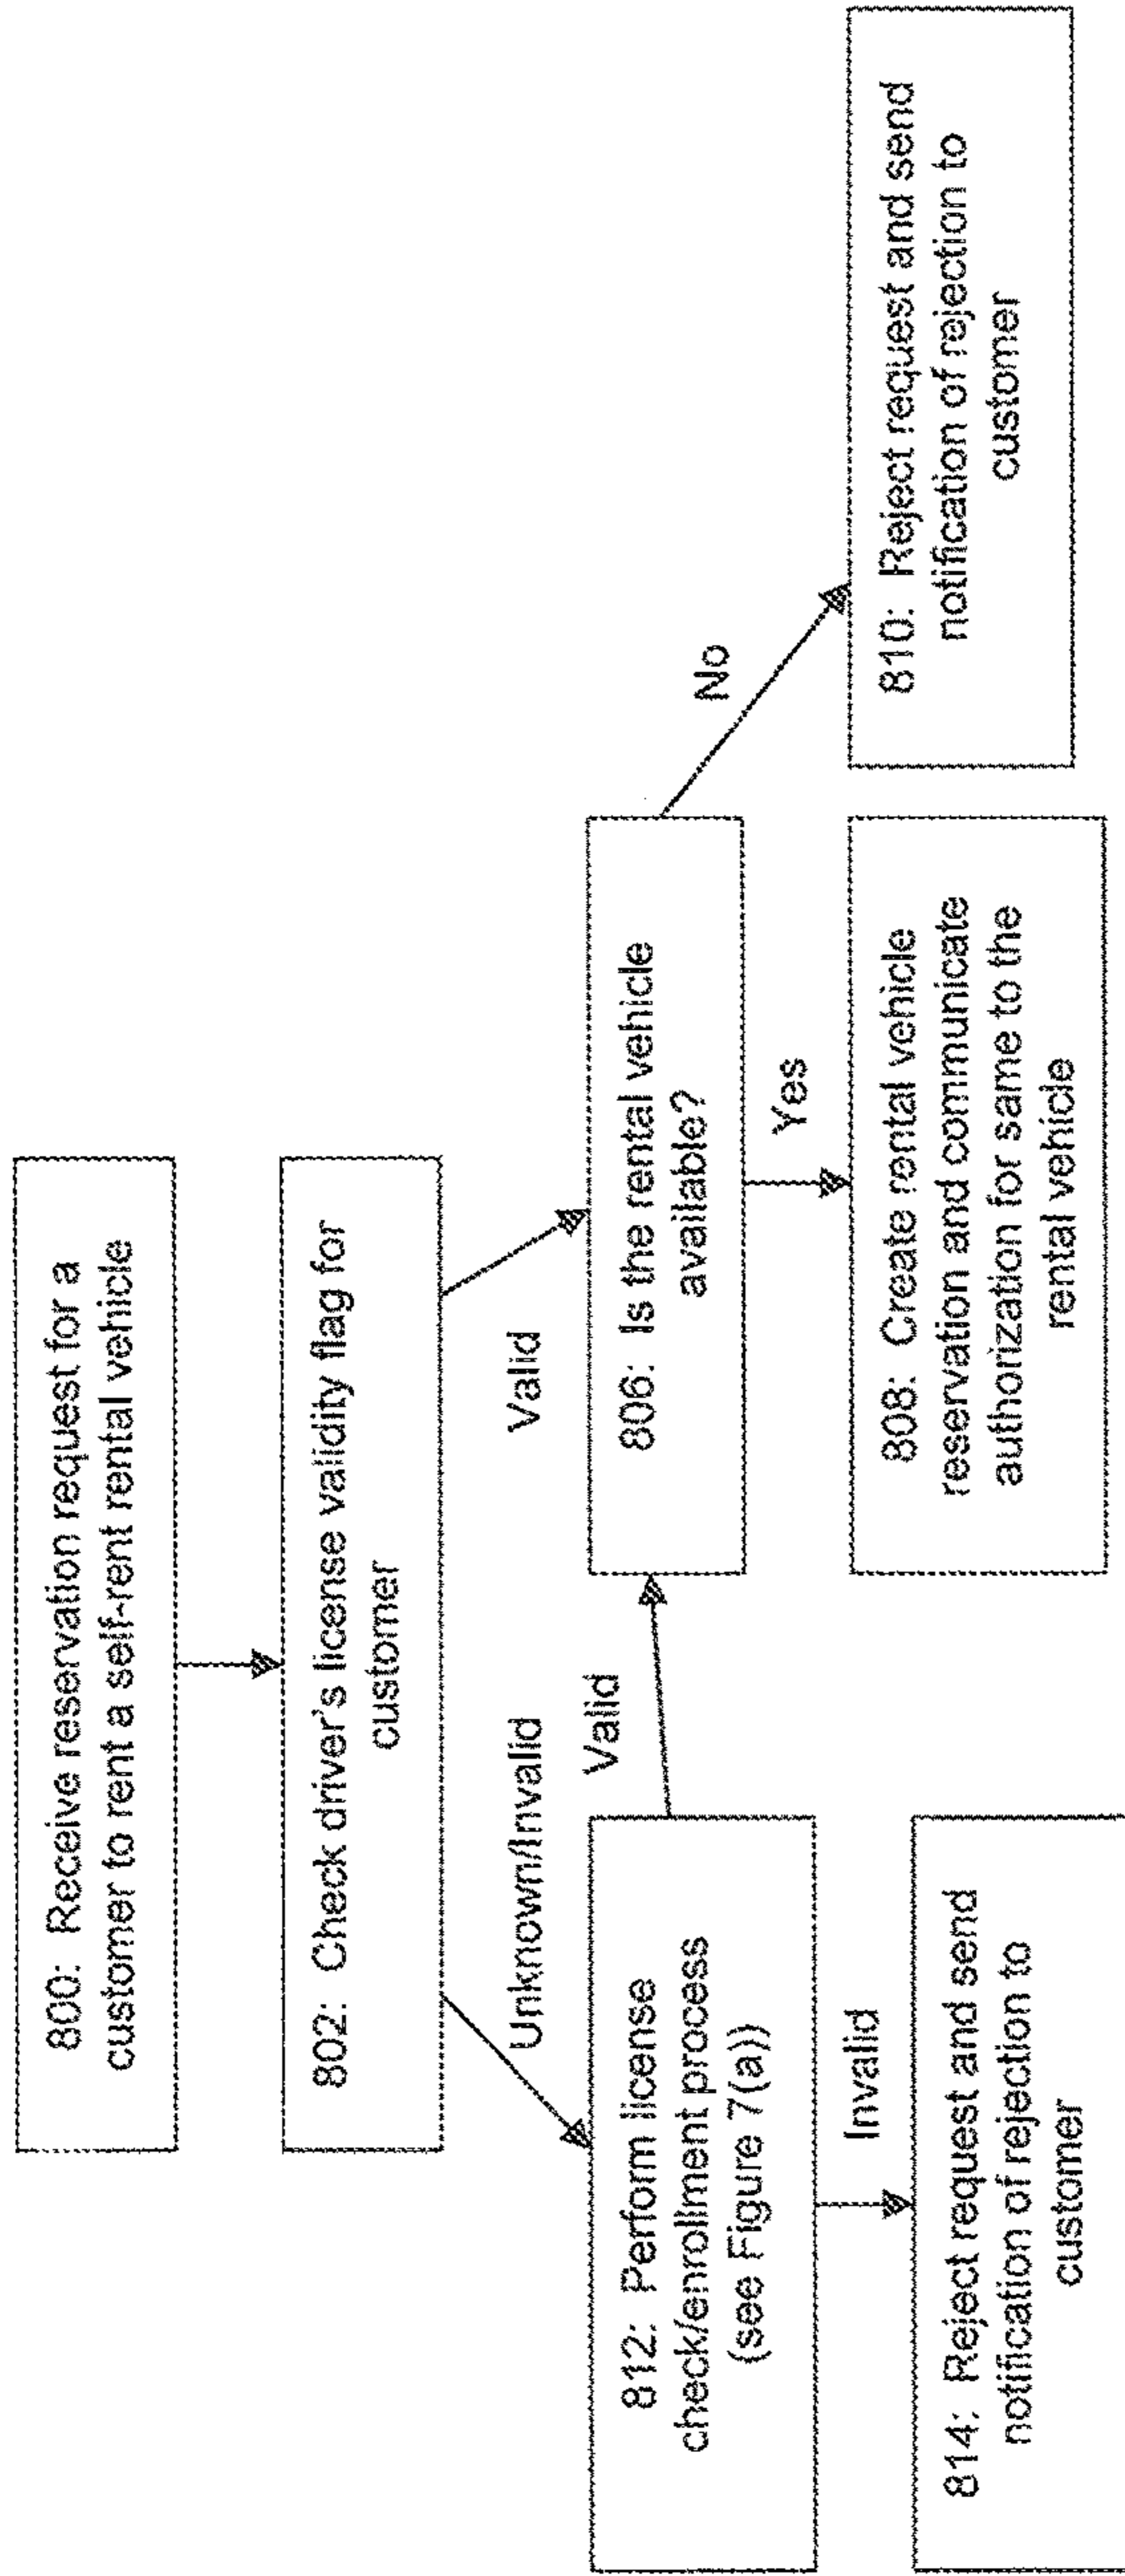 800: Receive reservation request for a
customer to rent a self-rent rental vehicle
802: Check driver's license validity flag for
customer
Unknown/Invalid
Valid
812: Perform license
check/enrollment process
(see Figure 7(a))
Valid
806: Is the rental vehicle
available?
Invalid
Yes
No
814: Reject request and send
notification of rejection to
customer
808: Create rental vehicle
reservation and communicate
authorization for same to the
rental vehicle
810: Reject request and send
notification of rejection to
customer